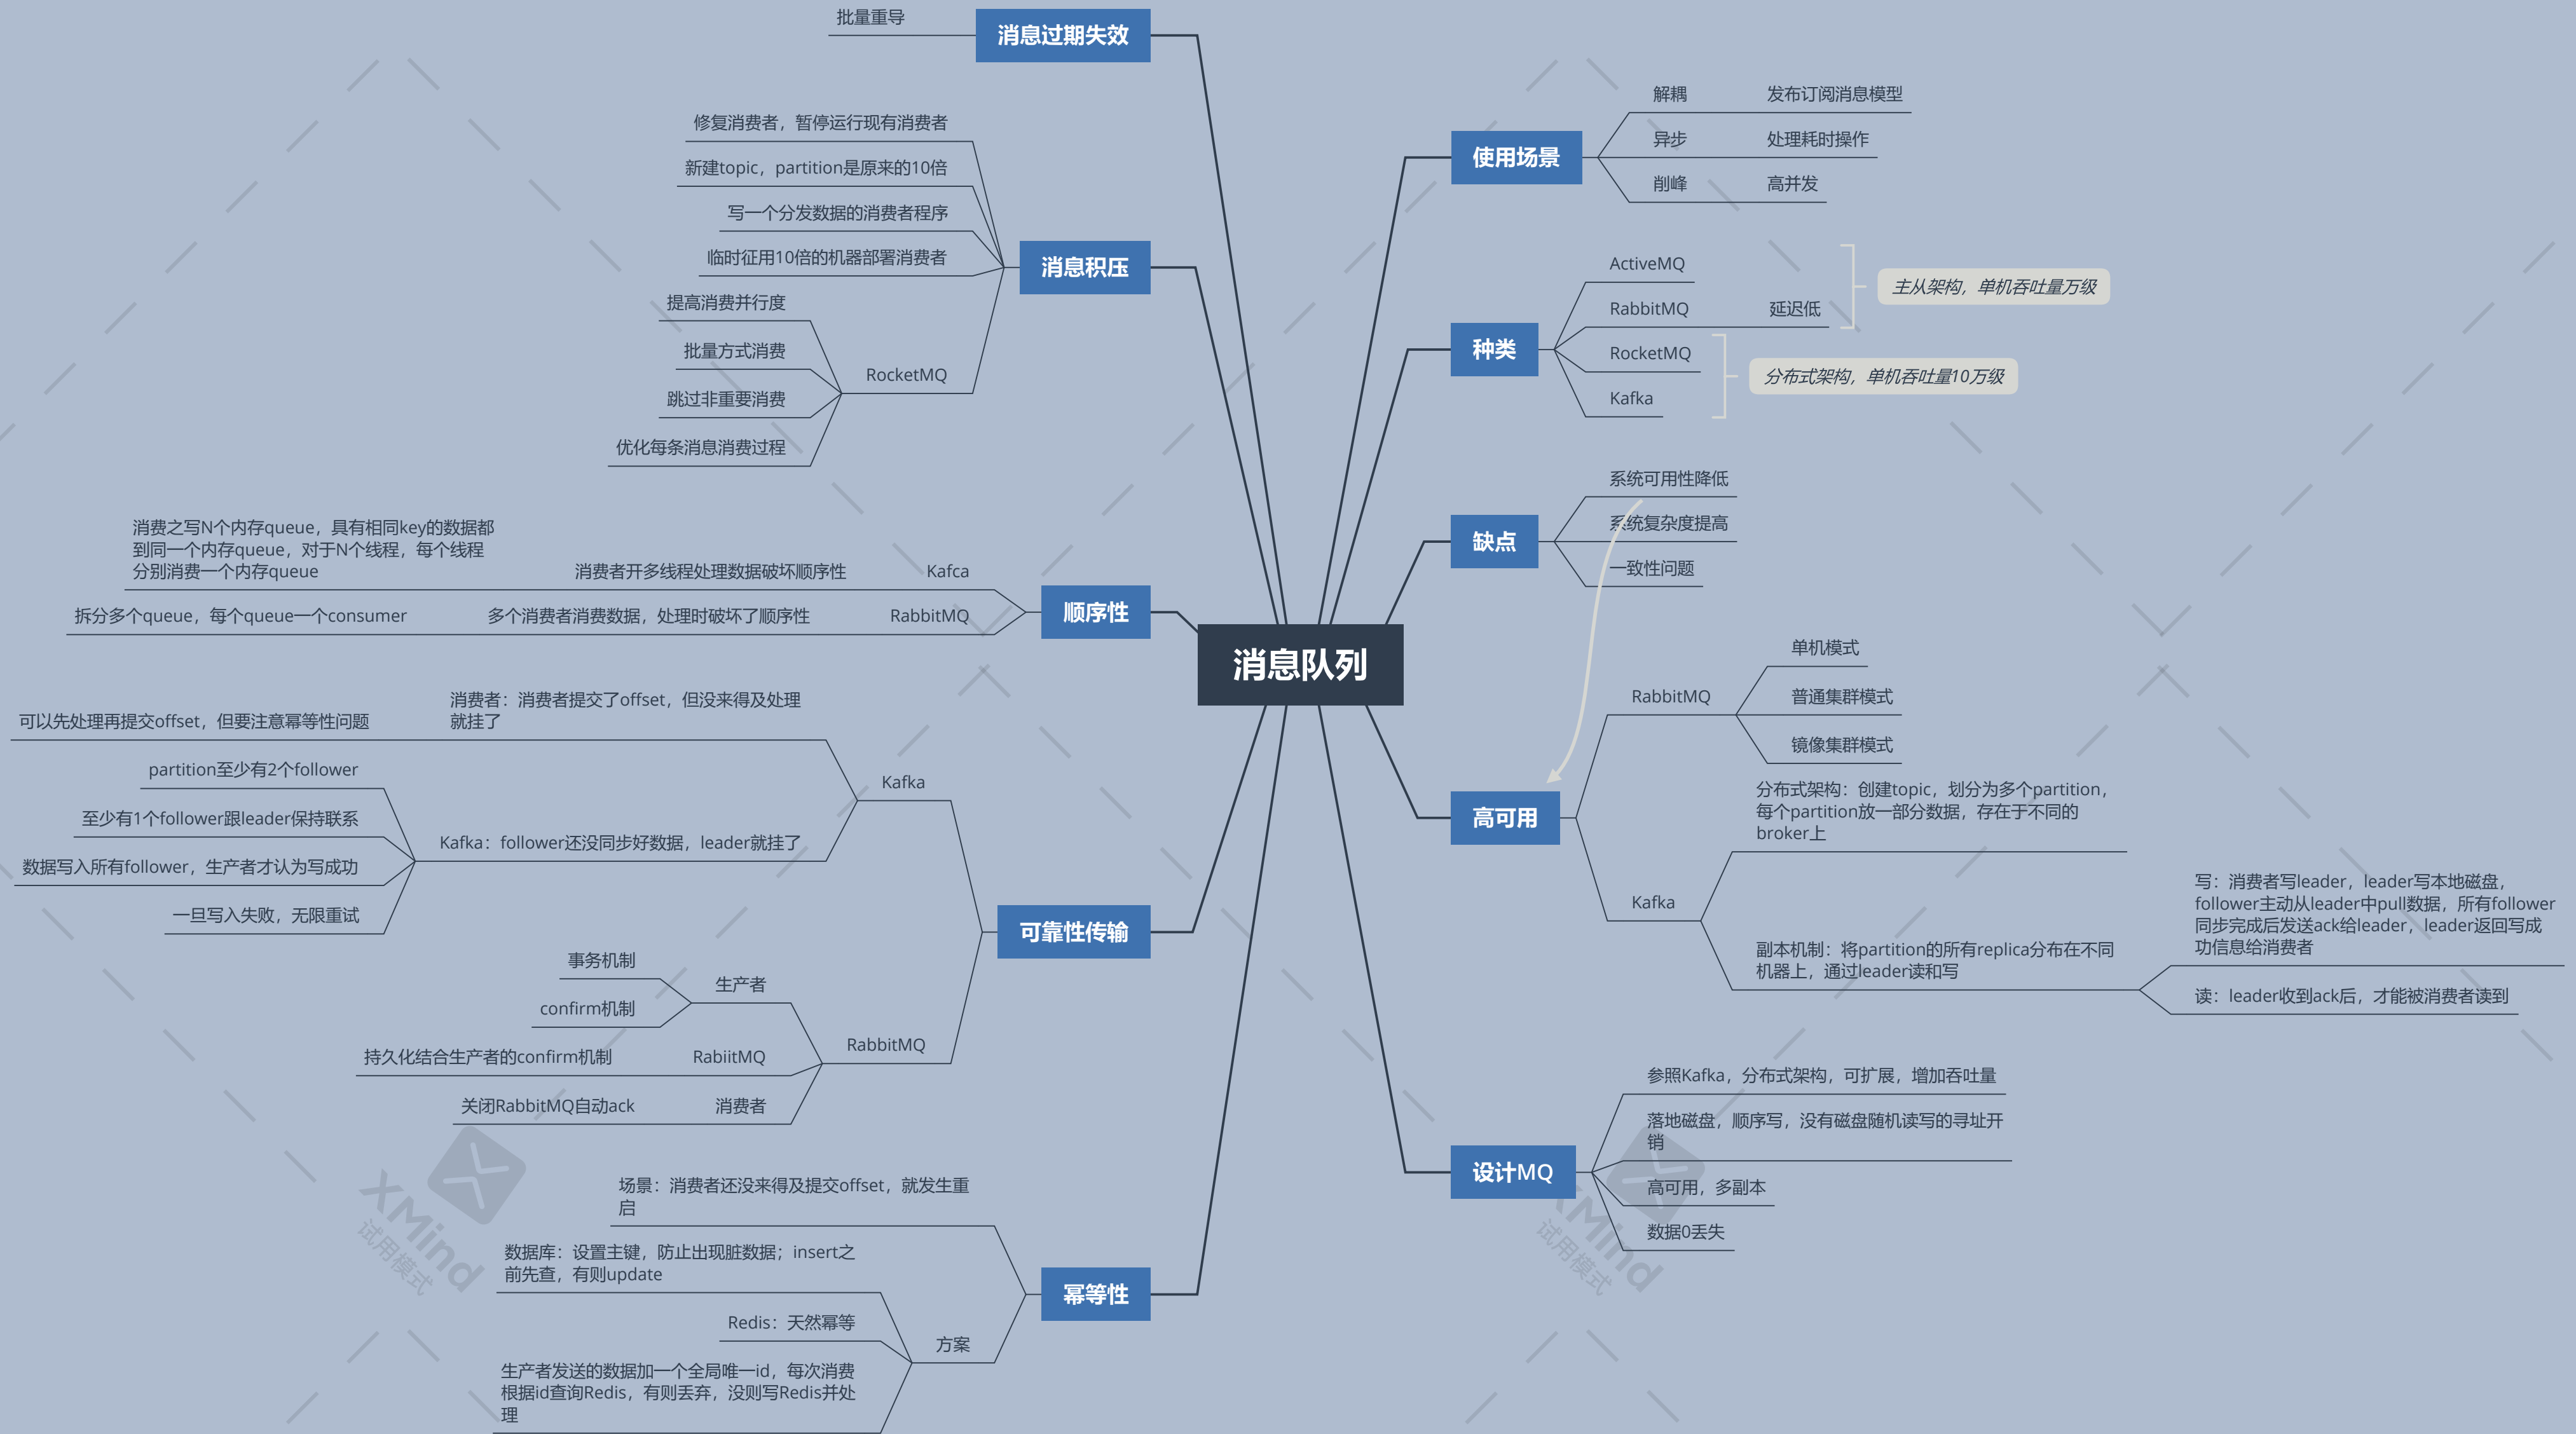 消息队列
使用场景
解耦
发布订阅消息模型
异步
处理耗时操作
削峰
高并发
种类
ActiveMQ
RabbitMQ
延迟低
主从架构，单机吞吐量万级
RocketMQ
Kafka
分布式架构，单机吞吐量10万级
缺点
系统可用性降低
系统复杂度提高
一致性问题
高可用
RabbitMQ
单机模式
普通集群模式
镜像集群模式
Kafka
分布式架构：创建topic，划分为多个partition，
每个partition放一部分数据，存在于不同的
broker上
副本机制：将partition的所有replica分布在不同
机器上，通过leader读和写
写：消费者写leader，leader写本地磁盘，
follower主动从leader中pull数据，所有follower
同步完成后发送ack给leader，leader返回写成
功信息给消费者
读：leader收到ack后，才能被消费者读到
设计MQ
参照Kafka，分布式架构，可扩展，增加吞吐量
落地磁盘，顺序写，没有磁盘随机读写的寻址开
销
高可用，多副本
数据0丢失
消息过期失效
批量重导
消息积压
修复消费者，暂停运行现有消费者
新建topic，partition是原来的10倍
写一个分发数据的消费者程序
临时征用10倍的机器部署消费者
RocketMQ
提高消费并行度
批量方式消费
跳过非重要消费
优化每条消息消费过程
顺序性
Kafca
消费者开多线程处理数据破坏顺序性
消费之写N个内存queue，具有相同key的数据都
到同一个内存queue，对于N个线程，每个线程
分别消费一个内存queue
RabbitMQ
多个消费者消费数据，处理时破坏了顺序性
拆分多个queue，每个queue一个consumer
可靠性传输
Kafka
消费者：消费者提交了offset，但没来得及处理
就挂了
可以先处理再提交offset，但要注意幂等性问题
Kafka：follower还没同步好数据，leader就挂了
partition至少有2个follower
至少有1个follower跟leader保持联系
数据写入所有follower，生产者才认为写成功
一旦写入失败，无限重试
RabbitMQ
生产者
事务机制
confirm机制
RabiitMQ
持久化结合生产者的confirm机制
消费者
关闭RabbitMQ自动ack
幂等性
场景：消费者还没来得及提交offset，就发生重
启
方案
数据库：设置主键，防止出现脏数据；insert之
前先查，有则update
Redis：天然幂等
生产者发送的数据加一个全局唯一id，每次消费
根据id查询Redis，有则丢弃，没则写Redis并处
理
XMind
试用模式
XMind
试用模式